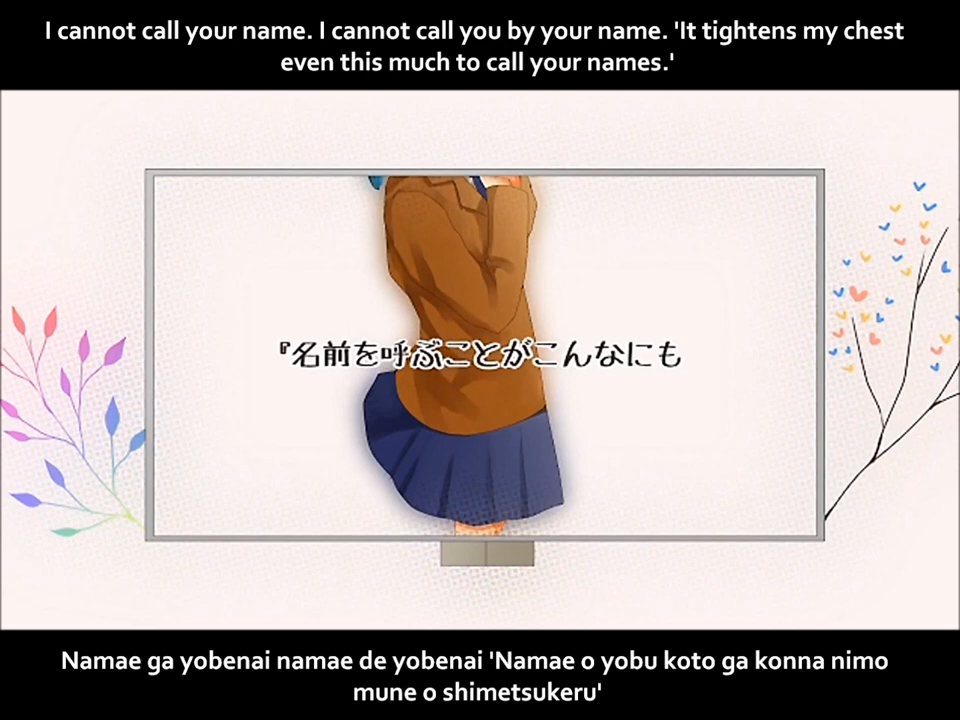 I cannot call your name. I cannot call you by your name. 'It tightens my chest
even this much to call your names.'
『名前を呼ぶことがこんなにも
Namae ga yobenai namae de yobenai 'Namae o yobu koto ga konna nimo
mune o shimetsukeru'